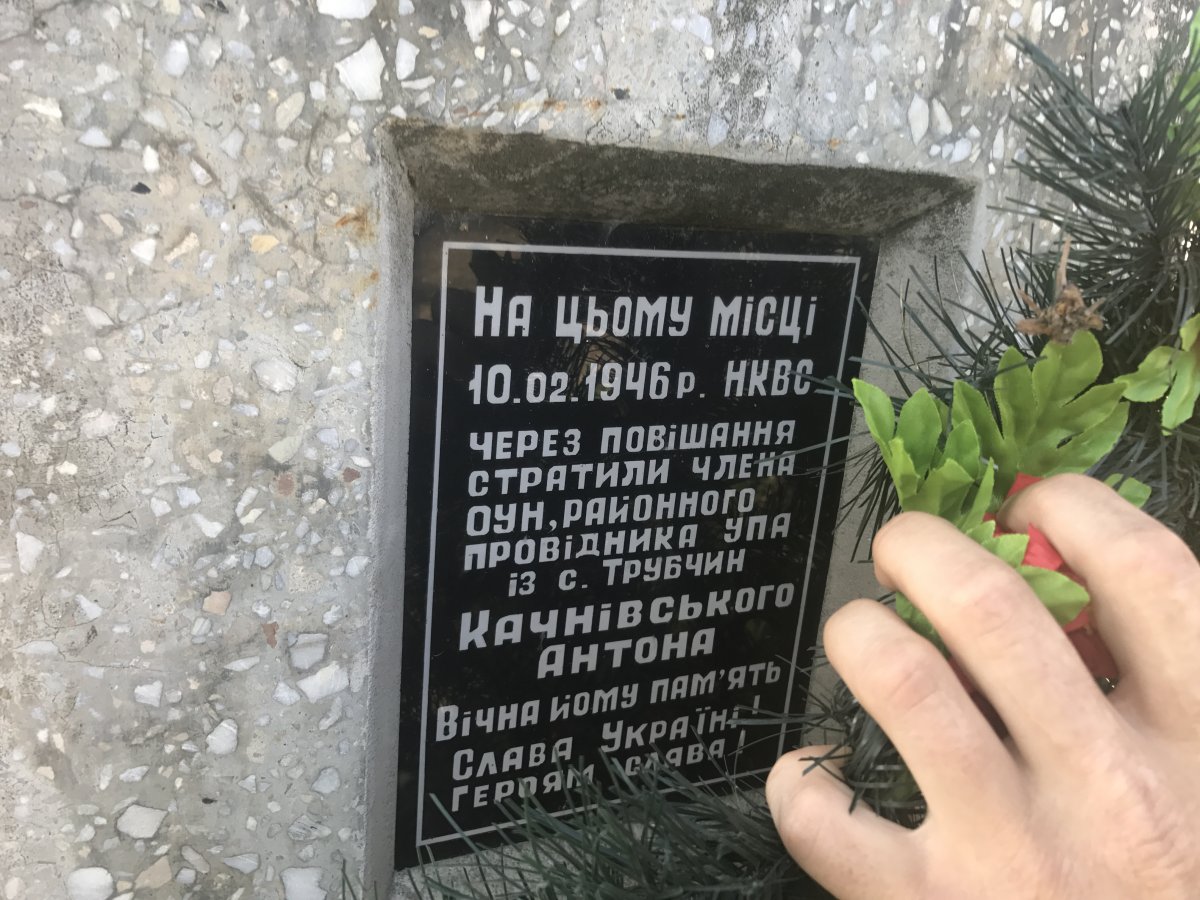 На цьому місці
10.02.1946 р. НКВС
через повішання
стратили члена
ОУН, районного
провідника УПА
із с. Трубчин
Качнівського
Антона
Вічна йому пам'ять
Слава Україні!
Героям слава!